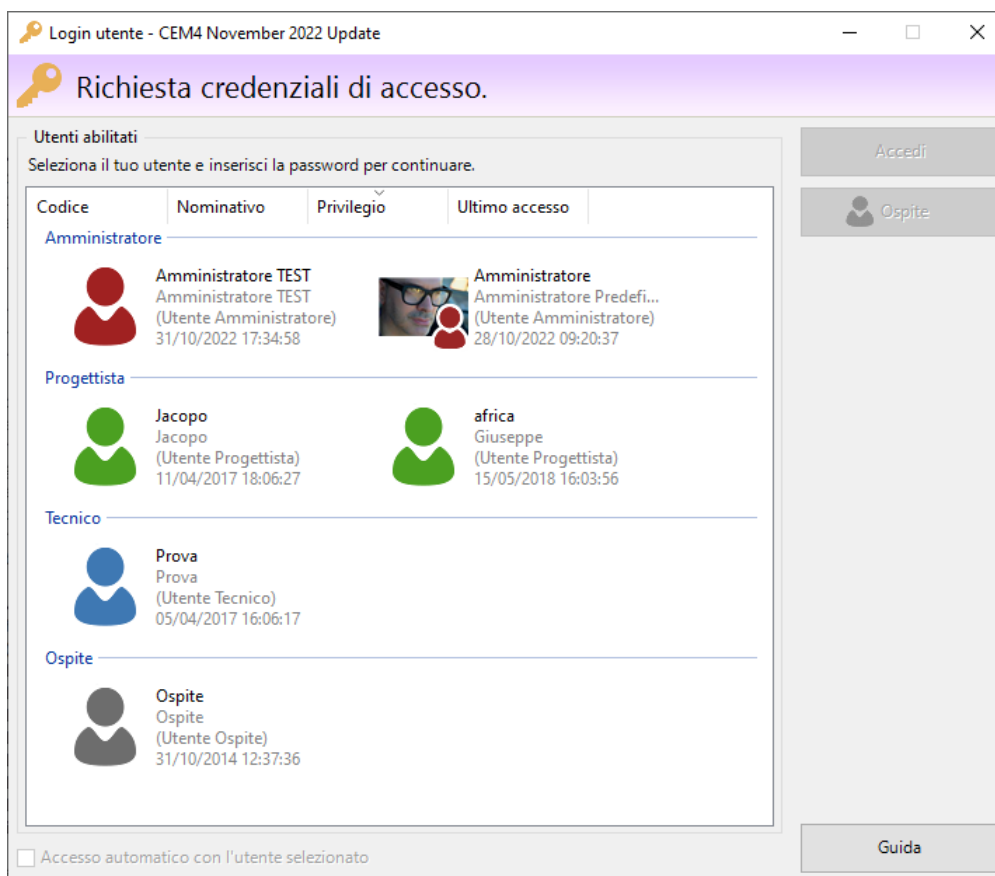 Login utente - CEM4 November 2022 Update
Richiesta credenziali di accesso.
Utenti abilitati
Seleziona il tuo utente e inserisci la password per continuare.
Accedi
Ospite
Codice Nominativo Privilegio Ultimo accesso
Amministratore
Amministratore TEST
Amministratore TEST
(Utente Amministratore)
31/10/2022 17:34:58
Amministratore
Amministratore Predefi...
(Utente Amministratore)
28/10/2022 09:20:37
Progettista
Jacopo
Jacopo
(Utente Progettista)
11/04/2017 18:06:27
africa
Giuseppe
(Utente Progettista)
15/05/2018 16:03:56
Tecnico
Prova
Prova
(Utente Tecnico)
05/04/2017 16:06:17
Ospite
Ospite
Ospite
(Utente Ospite)
31/10/2014 12:37:36
Accesso automatico con l'utente selezionato
Guida